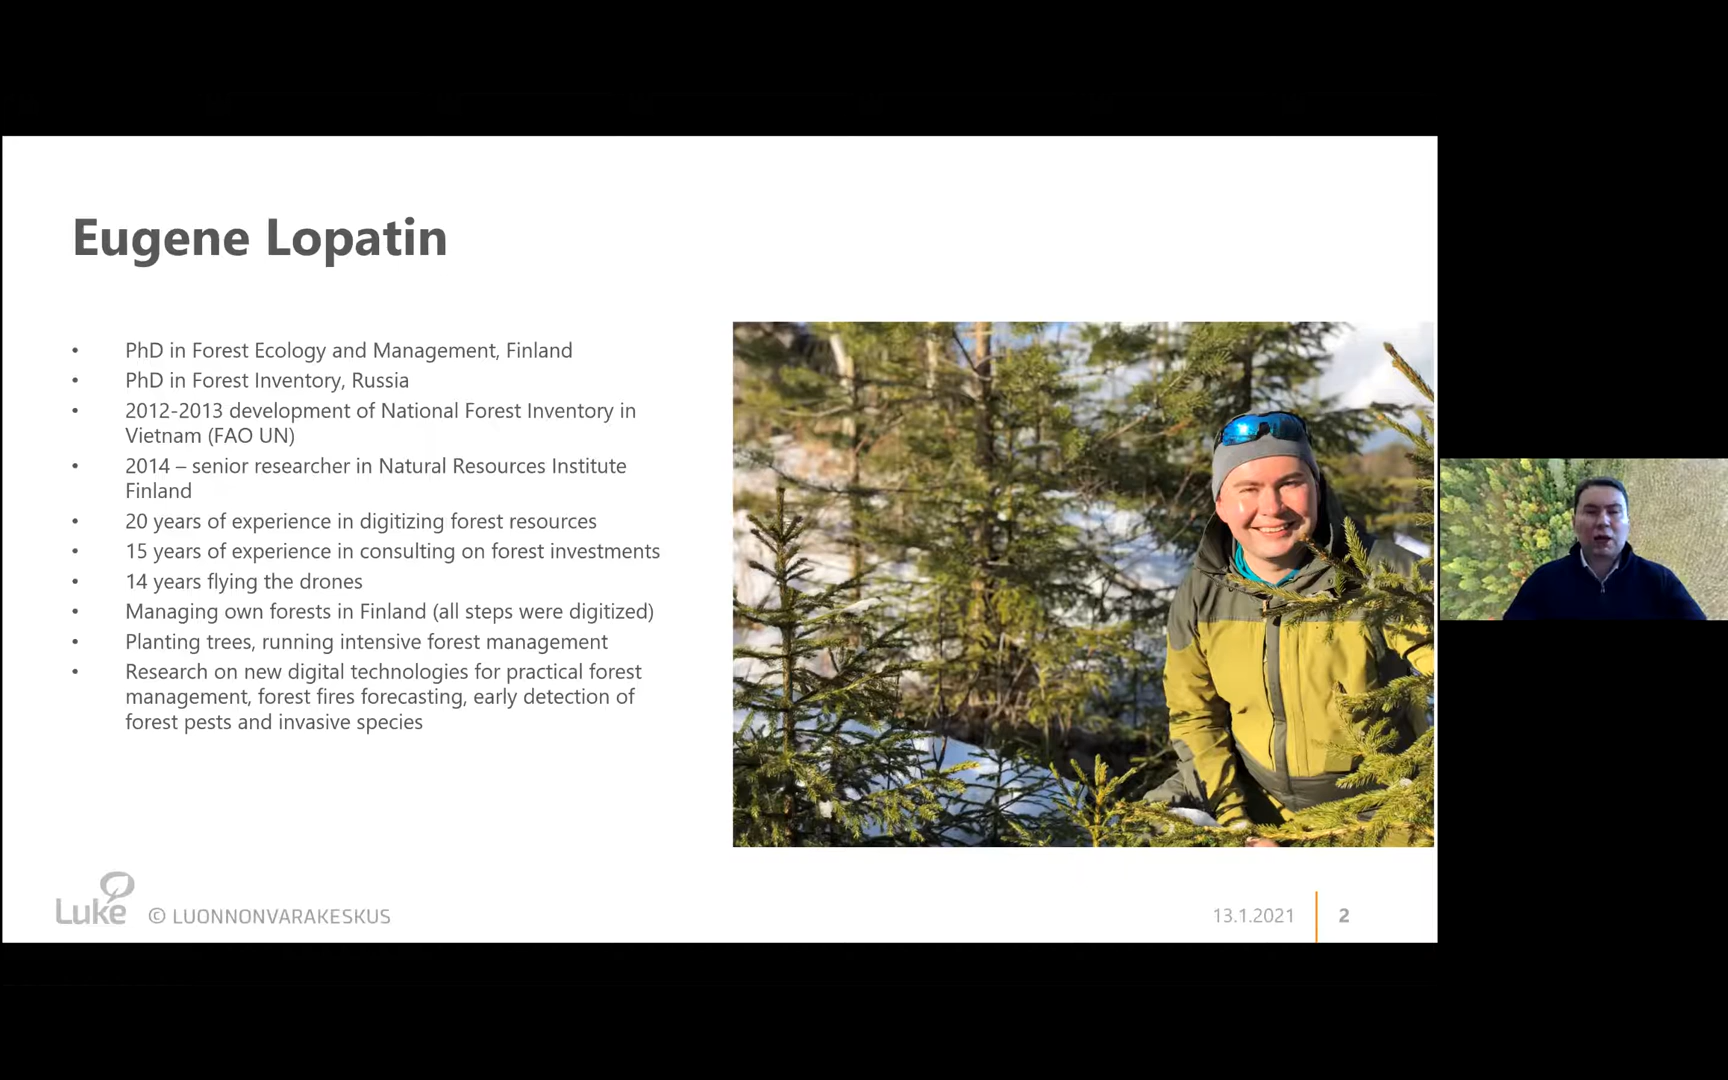 Eugene Lopatin
• PhD in Forest Ecology and Management, Finland
• PhD in Forest Inventory, Russia
• 2012-2013 development of National Forest Inventory in
Vietnam (FAO UN)
• 2014 – senior researcher in Natural Resources Institute
Finland
• 20 years of experience in digitizing forest resources
• 15 years of experience in consulting on forest investments
• 14 years flying the drones
• Managing own forests in Finland (all steps were digitized)
• Planting trees, running intensive forest management
• Research on new digital technologies for practical forest
management, forest fires forecasting, early detection of
forest pests and invasive species
Luke © LUONNONVARAKESKUS
13.1.2021 2